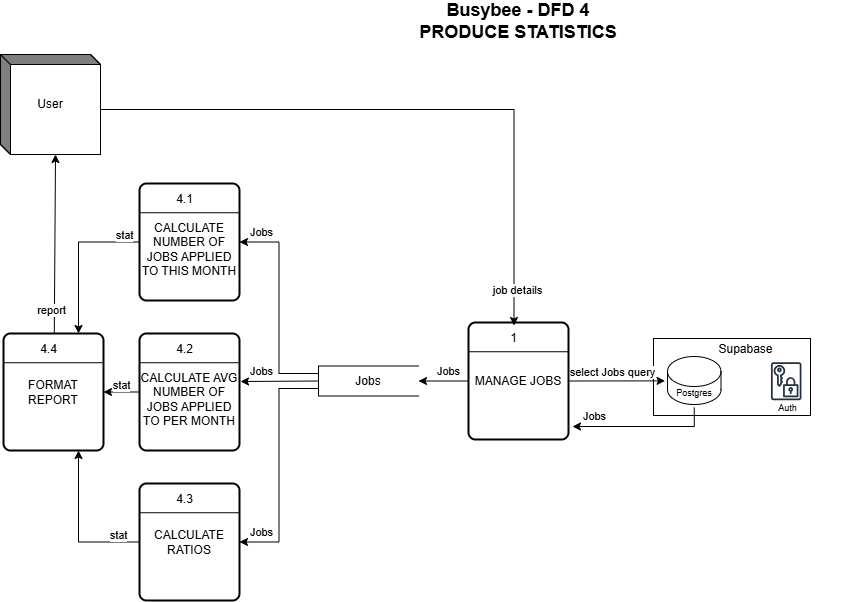 Busybee - DFD 4
PRODUCE STATISTICS
User
4.1
CALCULATE
NUMBER OF
JOBS APPLIED
TO THIS MONTH
stat
Jobs
job details
report
4.4
FORMAT
REPORT
stat
4.2
CALCULATE AVG
NUMBER OF
JOBS APPLIED
TO PER MONTH
Jobs
Jobs
Jobs
1
MANAGE JOBS
select Jobs query
Supabase
Postgres
Auth
Jobs
4.3
CALCULATE
RATIOS
stat
Jobs